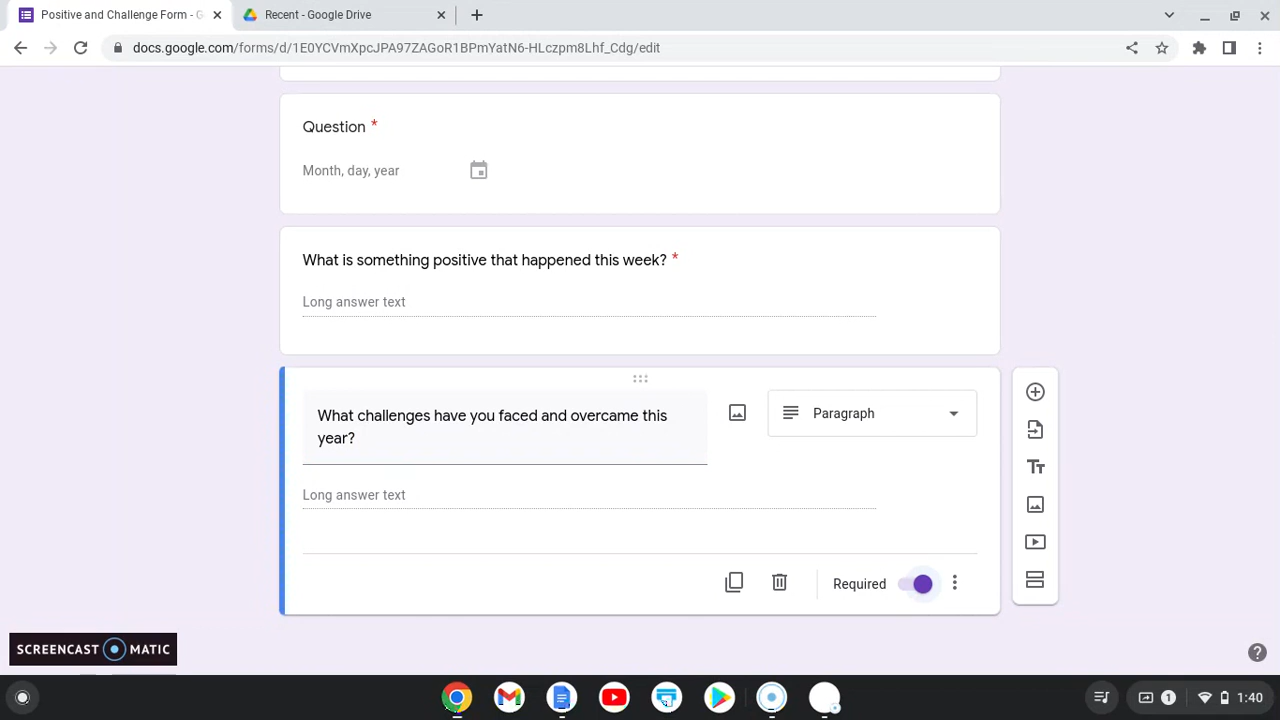 Positive and Challenge Form - G
Recent - Google Drive
docs.google.com/forms/d/1E0YCVmXpcJPA97ZAGoR1BPmYatN6-HLczpm8Lhf_Cdg/edit
Question *
Month, day, year
What is something positive that happened this week? *
Long answer text
What challenges have you faced and overcame this
year?
Paragraph
Long answer text
Required
SCREENCAST MATIC
1
1:40